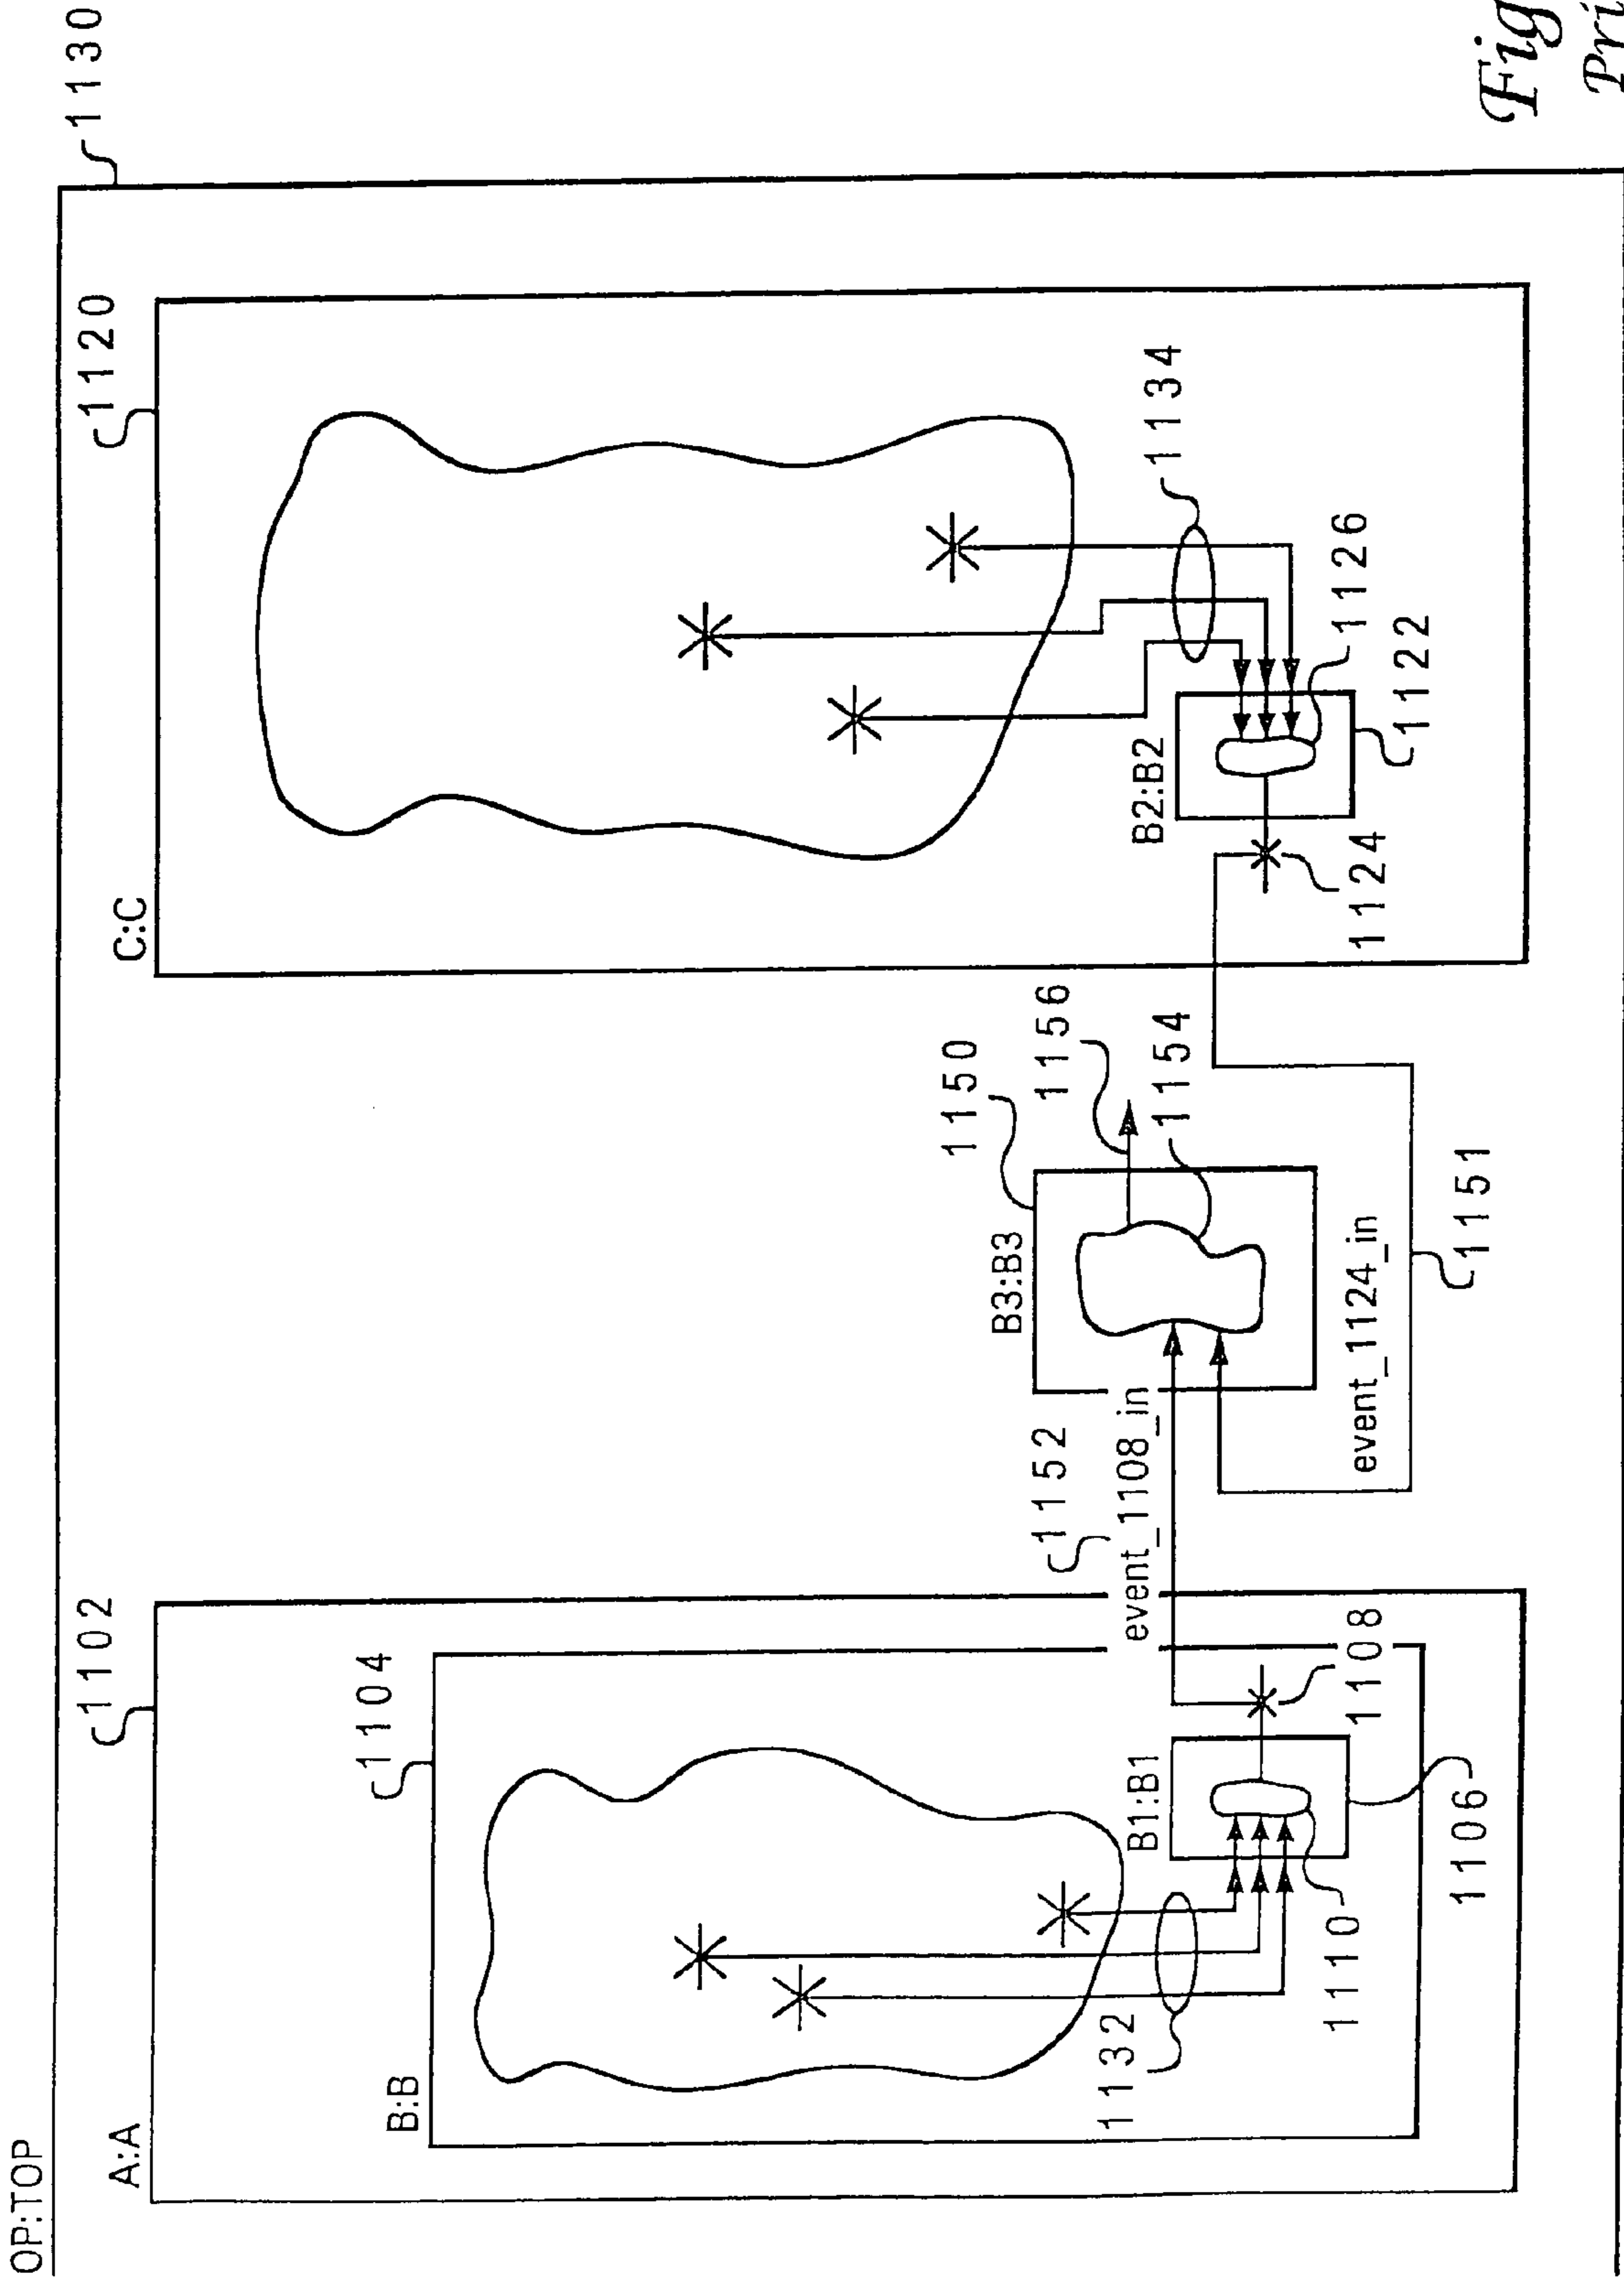 OP:TOP
1130
A:A
1102
C:C
1120
B:B
1104
B3:B3
1150
1152
1156
event_1108_in
1154
B1:B1
B2:B2
1134
1132
1110
1108
1106
event_1124_in
1151
1124
1126
1122
Fig
Pri